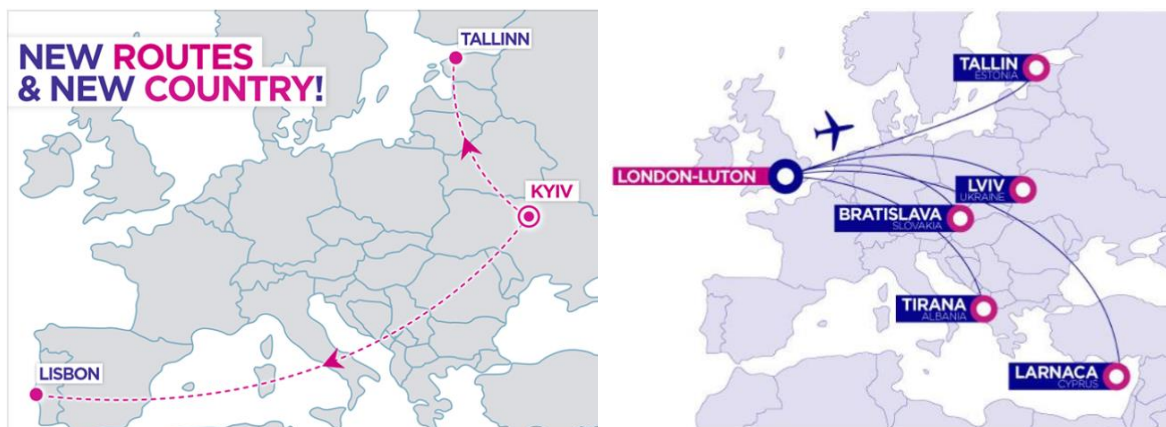 NEW ROUTES
& NEW COUNTRY!
TALLINN
KYIV
LISBON
TALLIN
ESTONIA
LONDON-LUTON
LVIV
UKRAINE
BRATISLAVA
SLOVAKIA
TIRANA
ALBANIA
LARNACA
CYPRUS